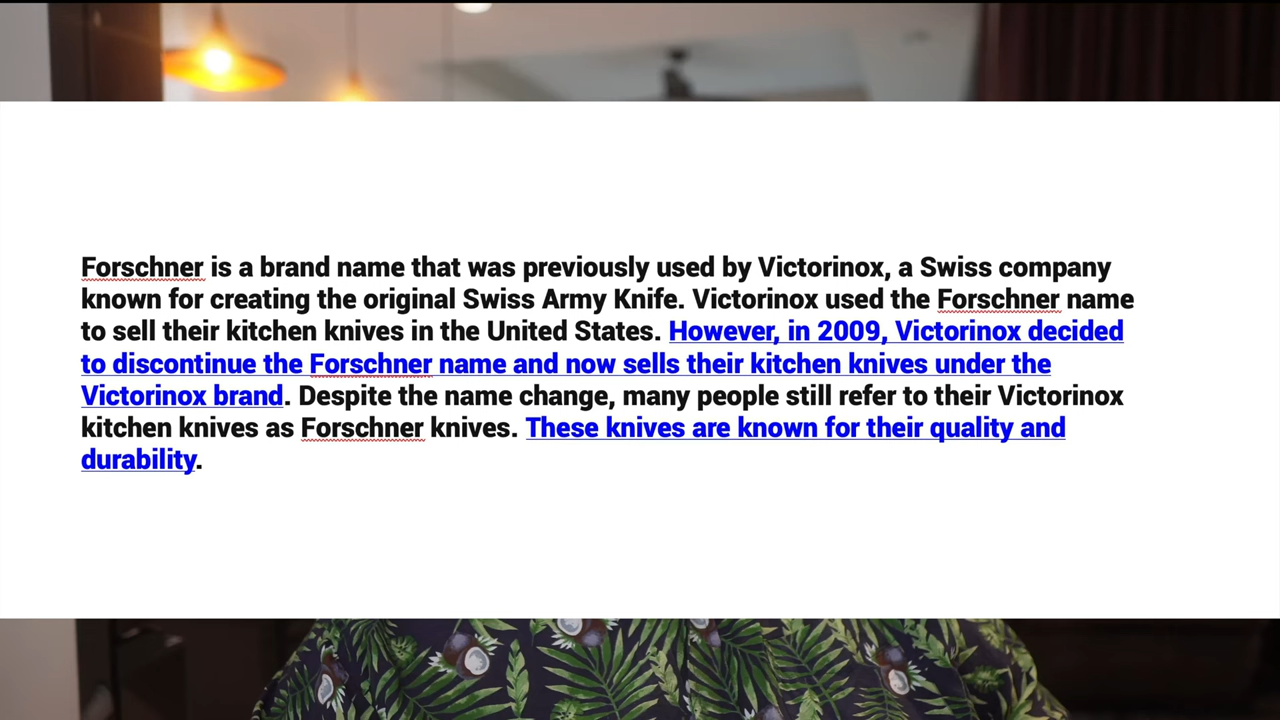 Forschner is a brand name that was previously used by Victorinox, a Swiss company
known for creating the original Swiss Army Knife. Victorinox used the Forschner name
to sell their kitchen knives in the United States. However, in 2009, Victorinox decided
to discontinue the Forschner name and now sells their kitchen knives under the
Victorinox brand. Despite the name change, many people still refer to their Victorinox
kitchen knives as Forschner knives. These knives are known for their quality and
durability.